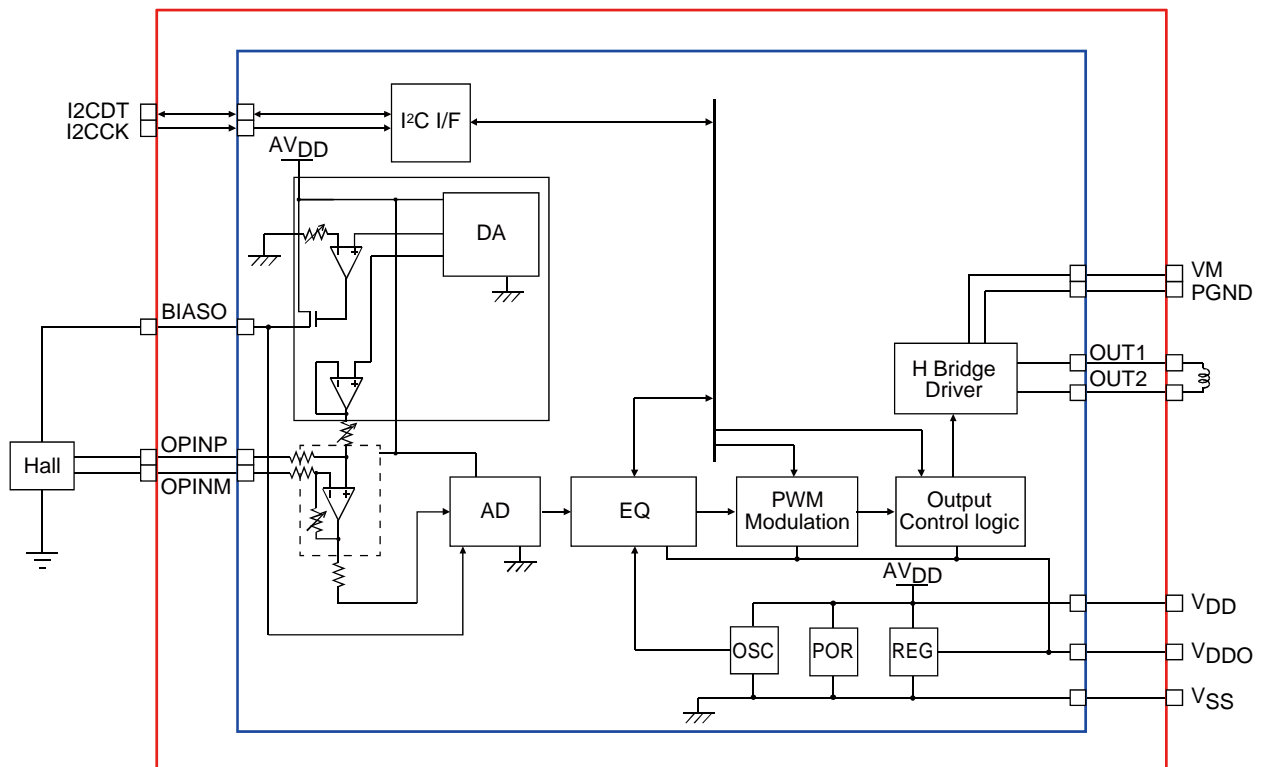 I2CDT
I2CCK
I²C I/F
AVDD
DA
BIASO
VM
PGND
H Bridge
Driver
OUT1
OUT2
Hall
OPINP
OPINM
AD
EQ
PWM
Modulation
Output
Control logic
AVDD
OSC
POR
REG
VDD
VDDO
VSS